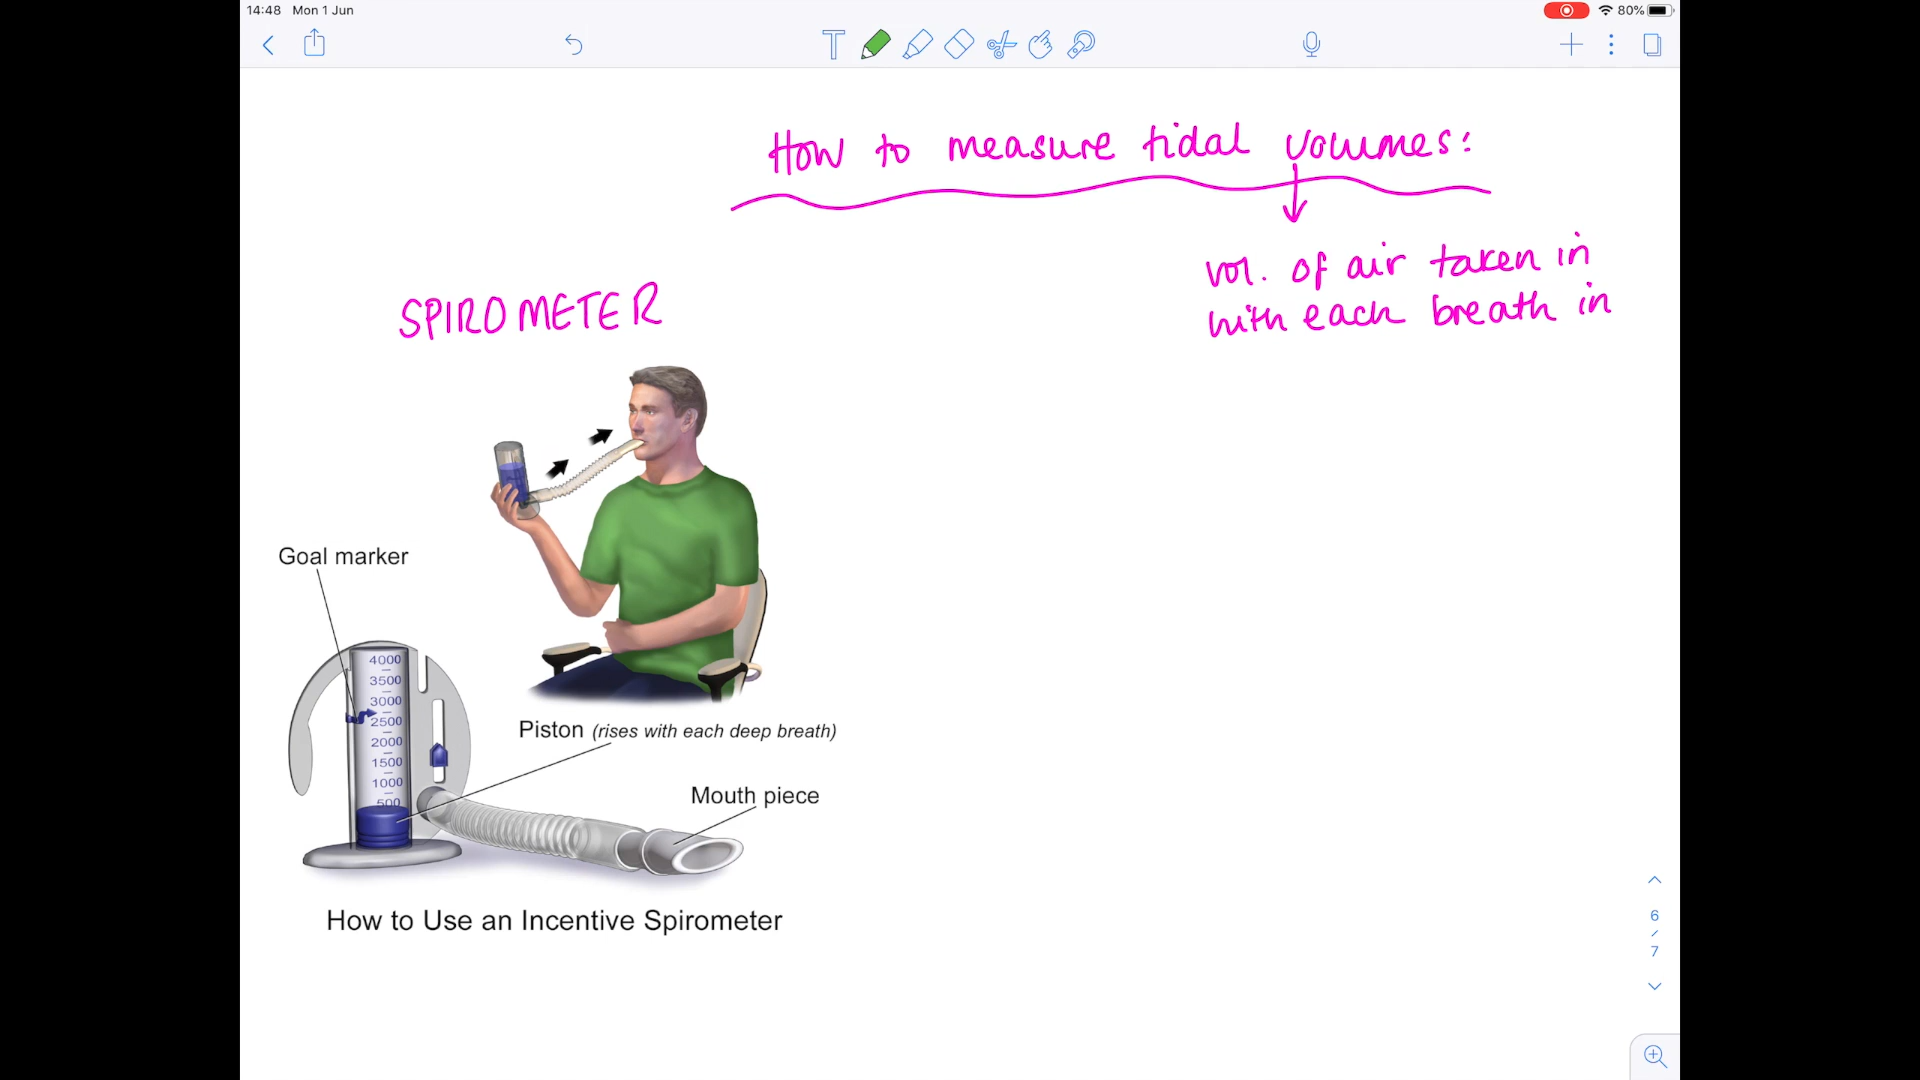 14:48 Mon 1 Jun
80%
T
How to measure tidal volumes:
vol. of air taken in
with each breath in
SPIROMETER
Goal marker
4000
3500
3000
2500
2000
1500
1000
500
Piston (rises with each deep breath)
Mouth piece
How to Use an Incentive Spirometer
6
/
7